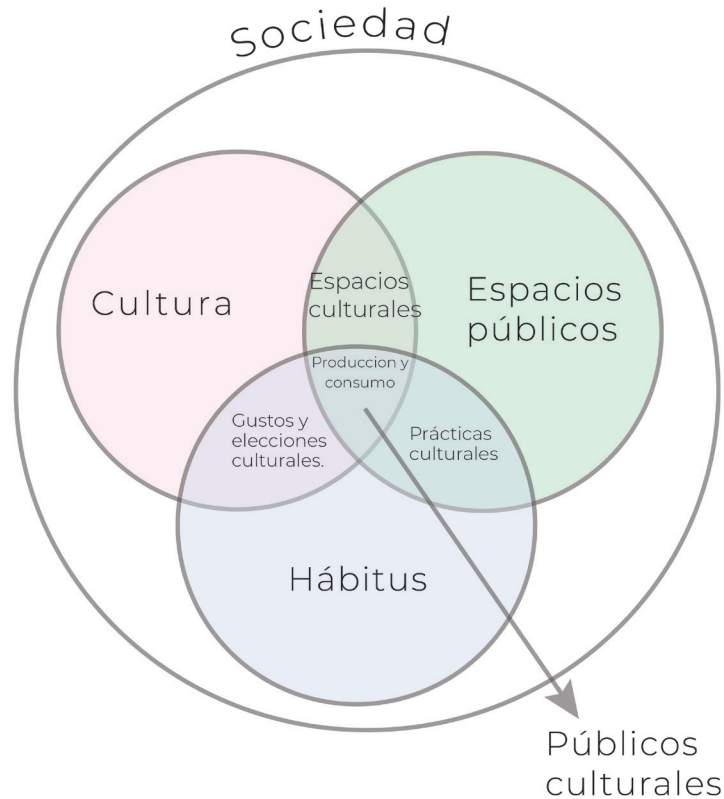 Sociedad
Cultura
Espacios
culturales
Espacios
públicos
Produccion y
consumo
Gustos y
elecciones
culturales.
Prácticas
culturales
Hábitus
Públicos
culturales